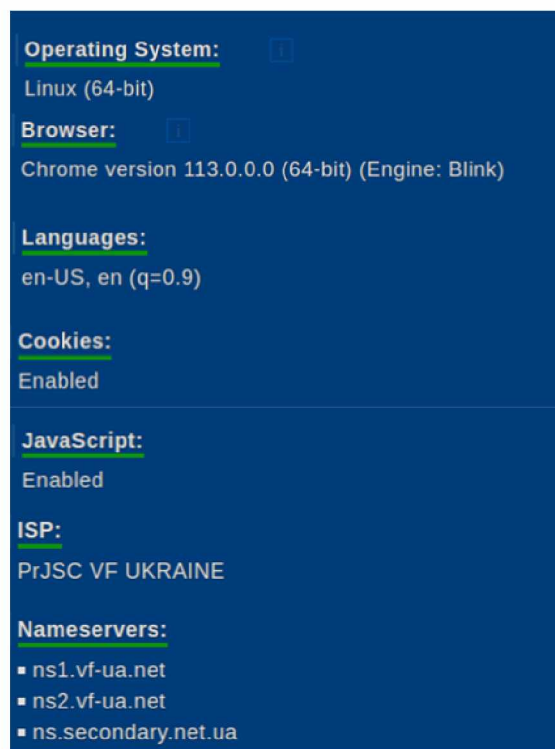 Operating System:
Linux (64-bit)
Browser:
Chrome version 113.0.0.0 (64-bit) (Engine: Blink)
Languages:
en-US, en (q=0.9)
Cookies:
Enabled
JavaScript:
Enabled
ISP:
PrJSC VF UKRAINE
Nameservers:
▪ ns1.vf-ua.net
▪ ns2.vf-ua.net
▪ ns.secondary.net.ua